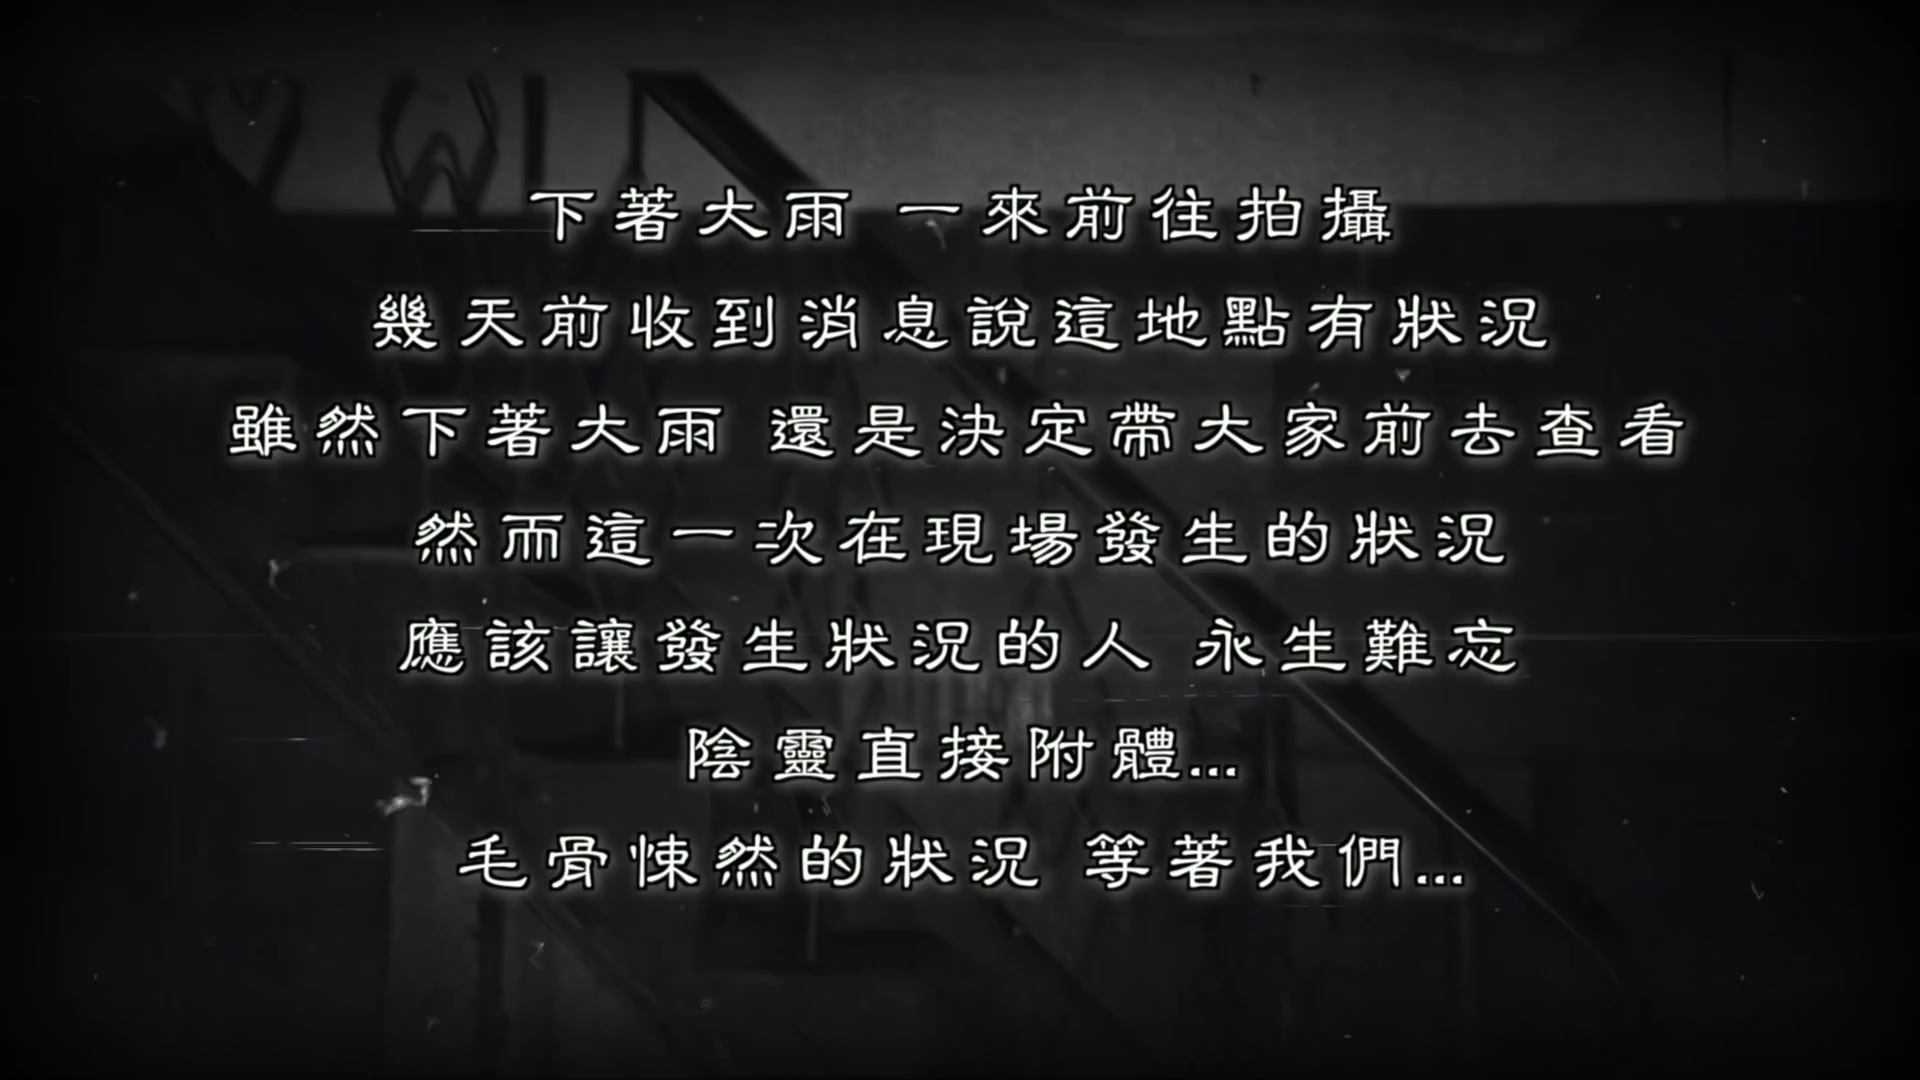 下著大雨 一來前往拍攝
幾天前收到消息說這地點有狀況
雖然下著大雨 還是決定帶大家前去查看
然而這一次在現場發生的狀況
應該讓發生狀況的人 永生難忘
陰靈直接附體...
毛骨悚然的狀況 等著我們...